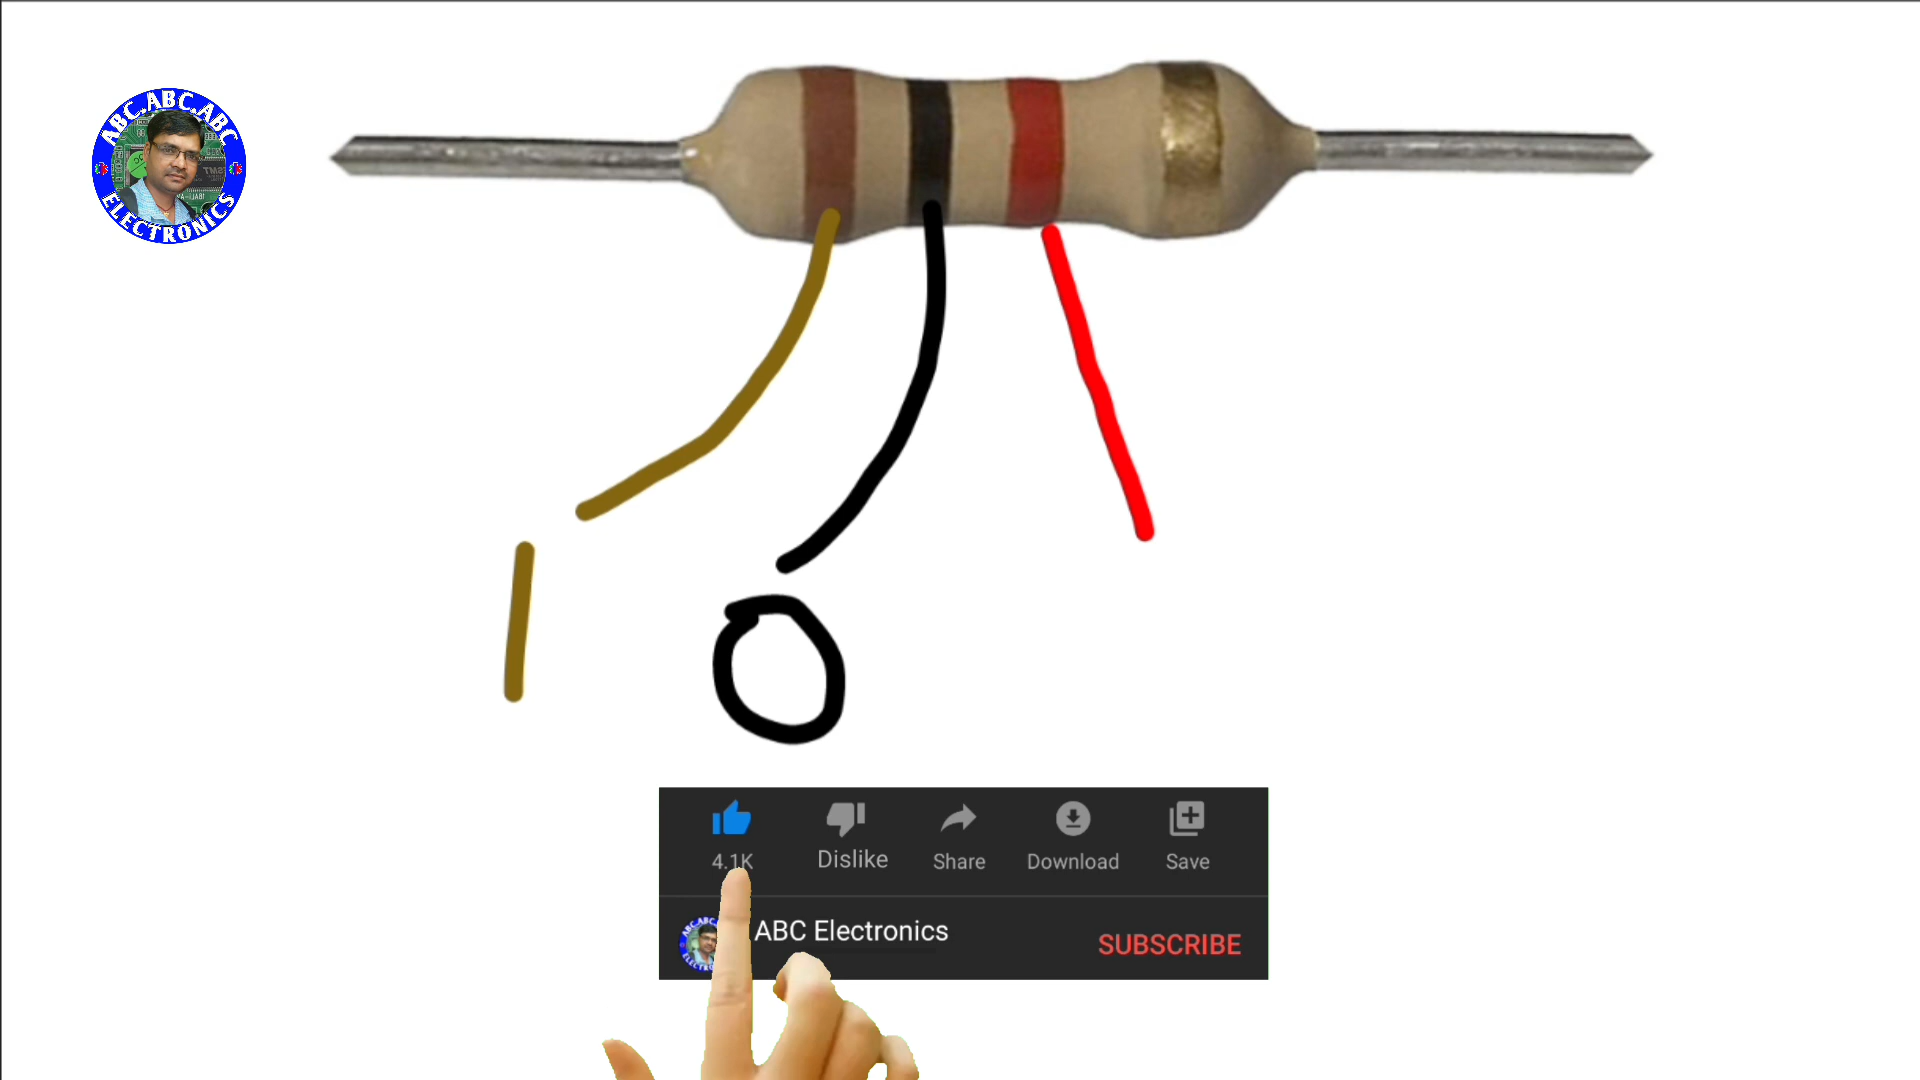 ABC.ABC.ABC
ELECTRONICS
1
0
4.1K
Dislike
Share
Download
Save
ABC Electronics
SUBSCRIBE